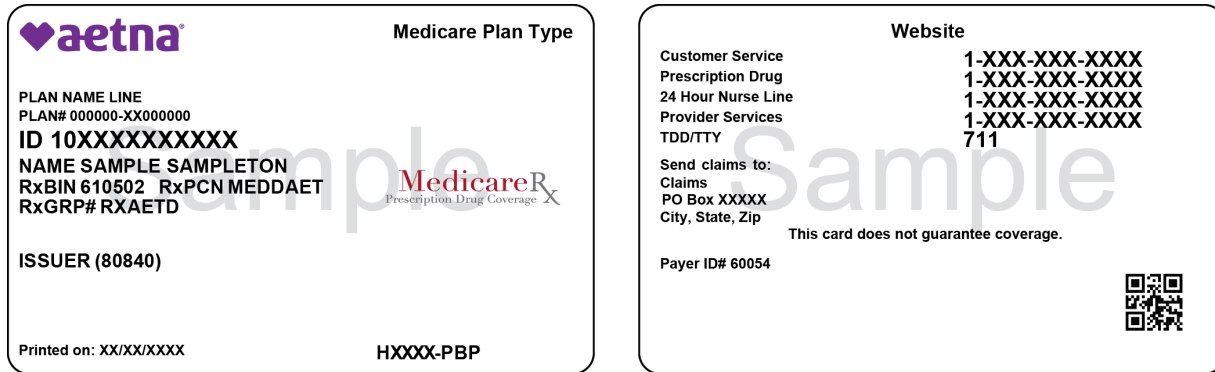 aetna®
Medicare Plan Type
PLAN NAME LINE
PLAN# 000000-XX000000
ID 10XXXXXXXXXX
NAME SAMPLE SAMPLETON
RxBIN 610502 RxPCN MEDDAET
RxGRP# RXAETD
MedicareRx
Prescription Drug Coverage
ISSUER (80840)
Printed on: XX/XX/XXXX
HXXXX-PBP
Sample
Website
Customer Service 1-XXX-XXX-XXXX
Prescription Drug 1-XXX-XXX-XXXX
24 Hour Nurse Line 1-XXX-XXX-XXXX
Provider Services 1-XXX-XXX-XXXX
TDD/TTY 711
Send claims to:
Claims
PO Box XXXXX
City, State, Zip
This card does not guarantee coverage.
Payer ID# 60054
Sample